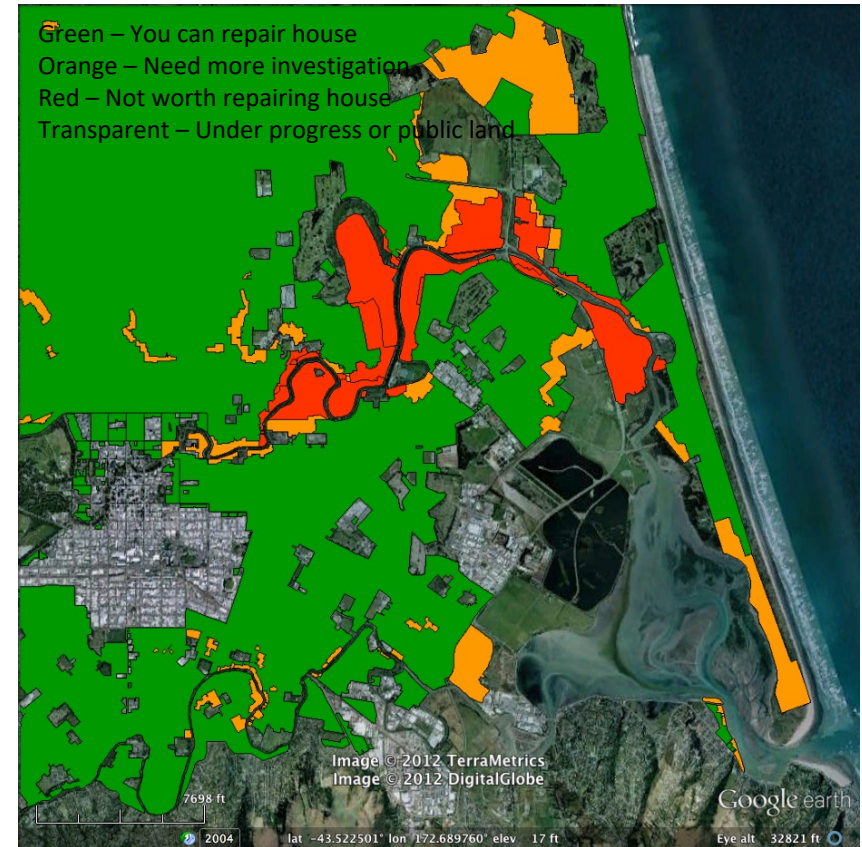 Green – You can repair house
Orange – Need more investigation
Red – Not worth repairing house
Transparent – Under progress or public land
Image © 2012 TerraMetrics
Image © 2012 DigitalGlobe
Google earth
7698 ft
2004
lat -43.522501° lon 172.689760° elev 17 ft
Eye alt 32821 ft